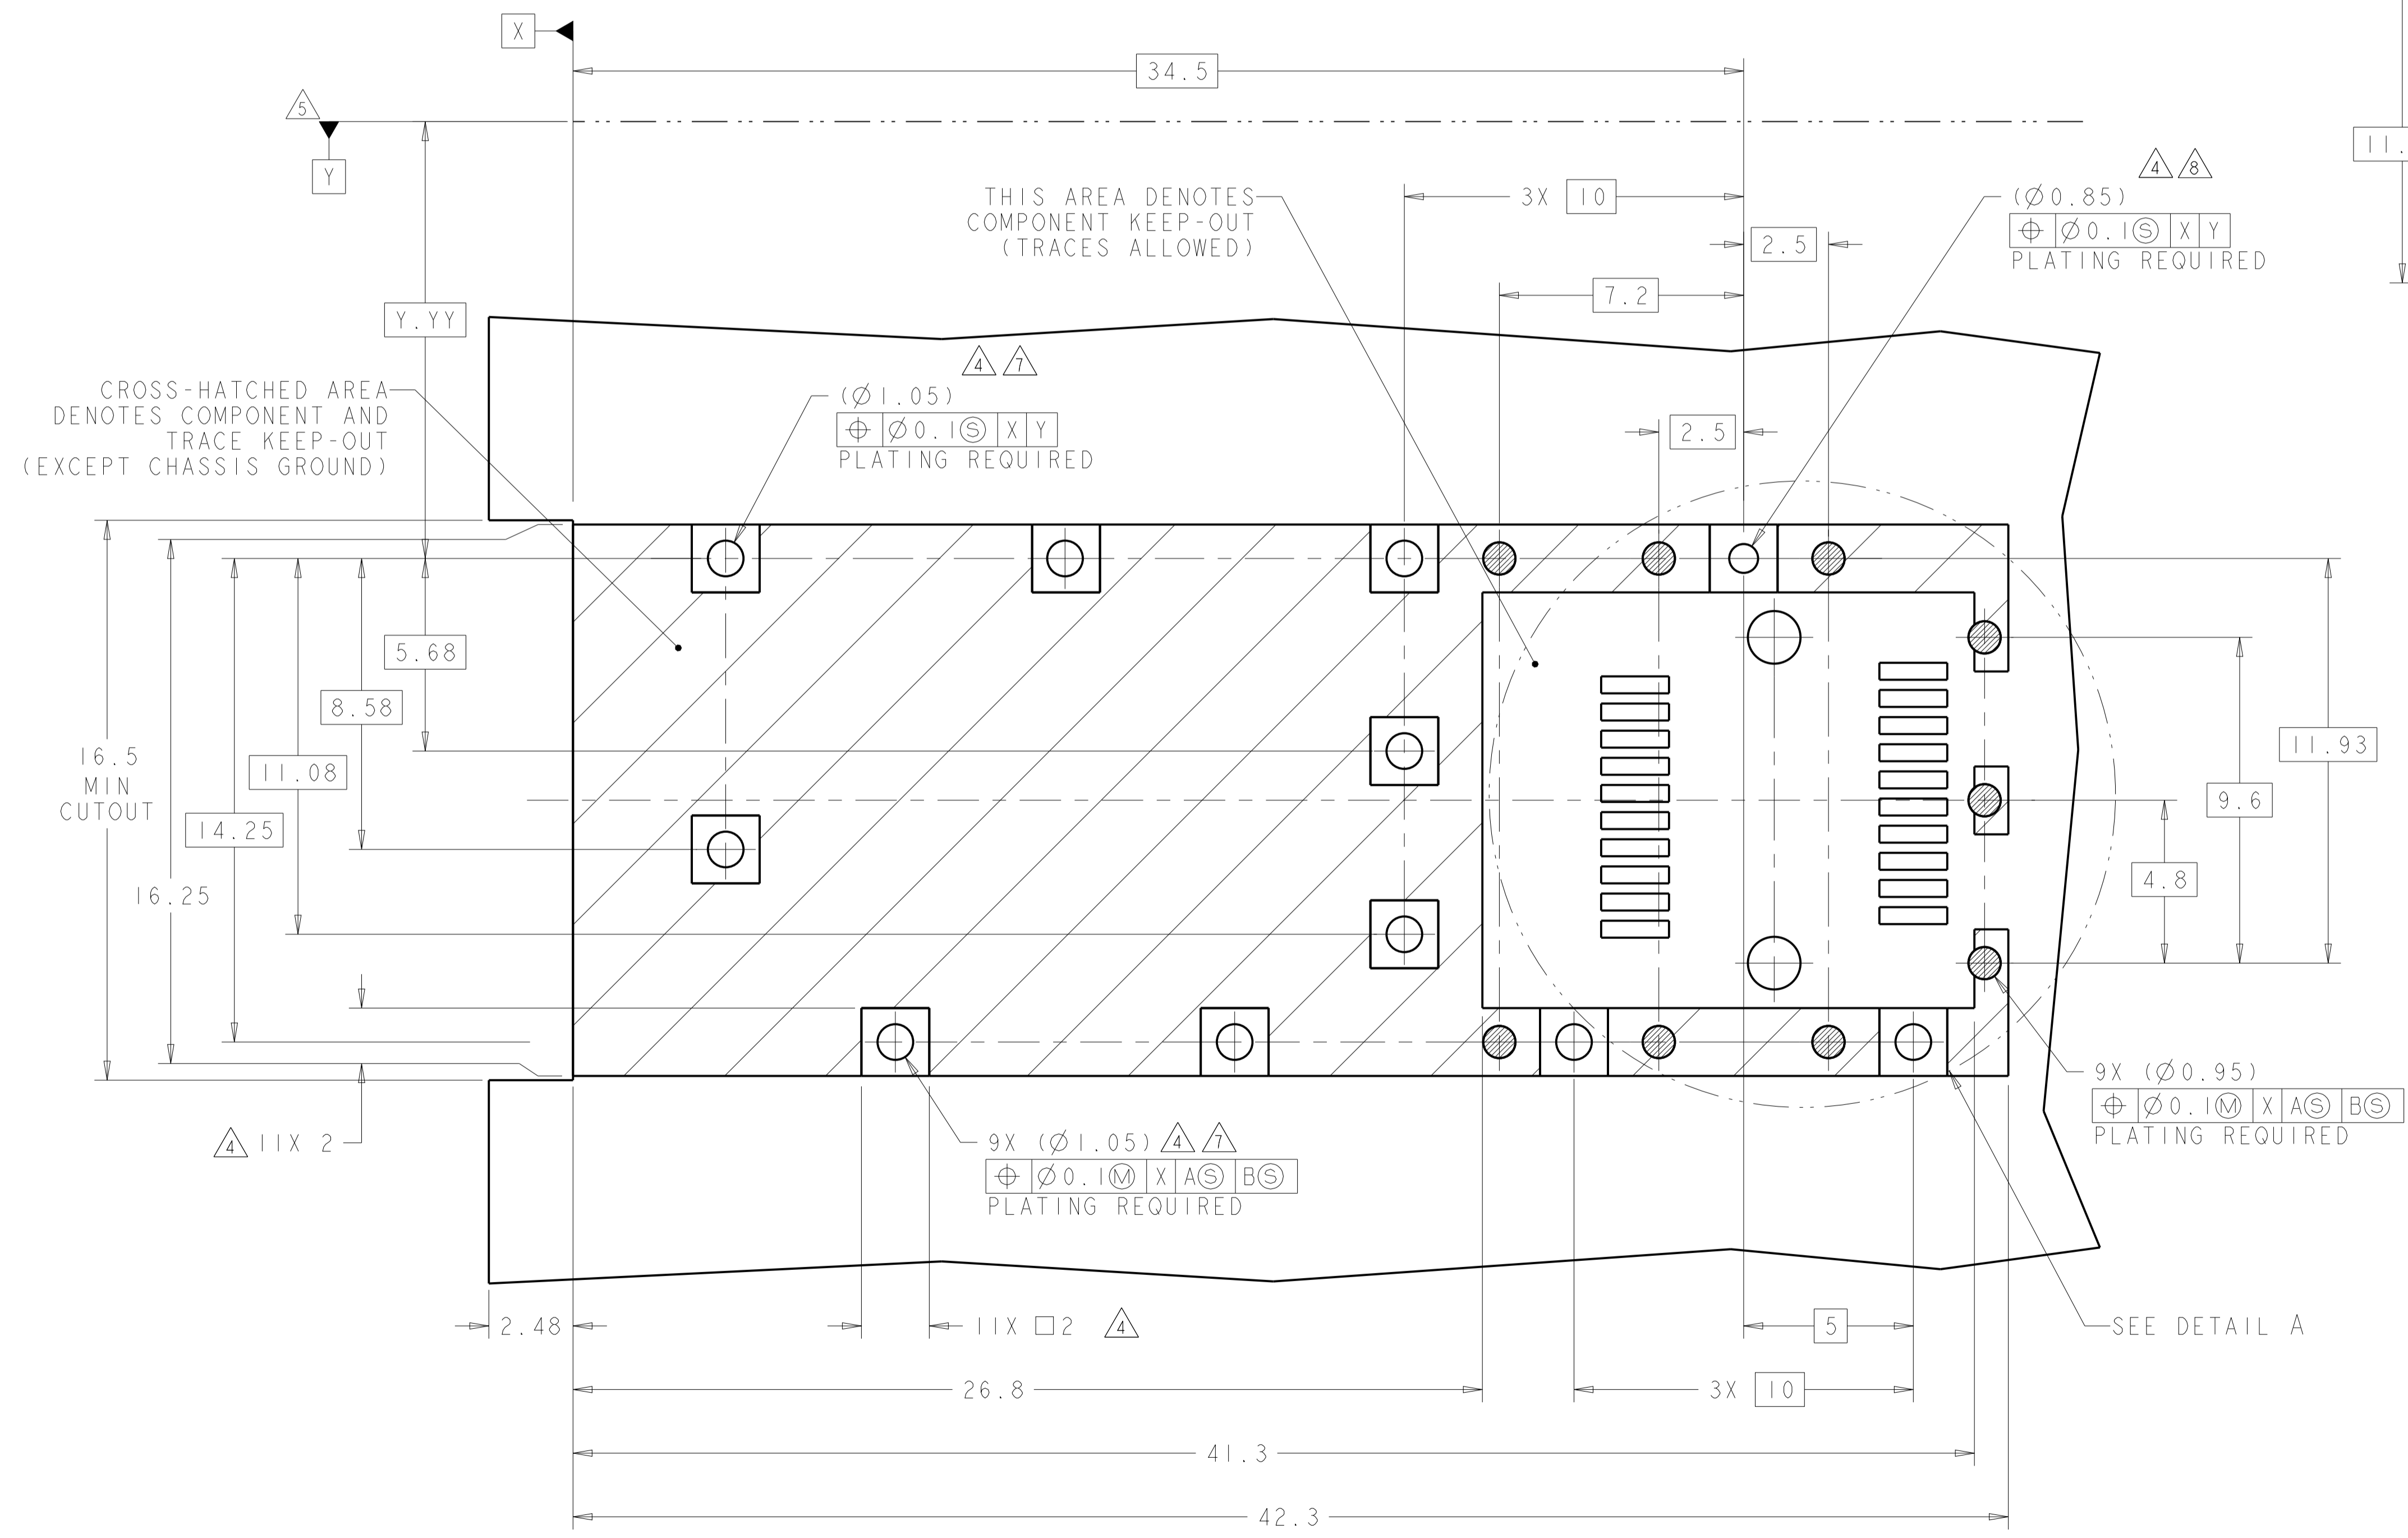 X
34.5
5
Y
11.
4 8
THIS AREA DENOTES
COMPONENT KEEP-OUT
(TRACES ALLOWED)
3X 10
(Ø0.85)
⌖ Ø0.1Ⓢ X Y
PLATING REQUIRED
2.5
7.2
Y.YY
4 7
CROSS-HATCHED AREA
DENOTES COMPONENT AND
TRACE KEEP-OUT
(EXCEPT CHASSIS GROUND)
(Ø1.05)
⌖ Ø0.1Ⓢ X Y
PLATING REQUIRED
2.5
5.68
8.58
16.5
MIN
CUTOUT
11.08
14.25
16.25
11.93
9.6
4.8
4 11X 2
9X (Ø1.05) 4 7
⌖ Ø0.1Ⓜ X AⓈ BⓈ
PLATING REQUIRED
9X (Ø0.95)
⌖ Ø0.1Ⓜ X AⓈ BⓈ
PLATING REQUIRED
2.48
11X □2 4
5
SEE DETAIL A
26.8
3X 10
41.3
42.3